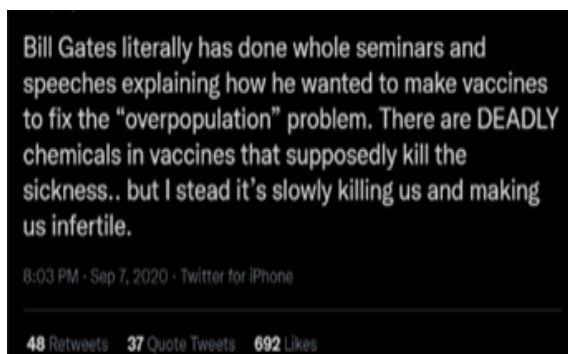 Bill Gates literally has done whole seminars and
speeches explaining how he wanted to make vaccines
to fix the “overpopulation” problem. There are DEADLY
chemicals in vaccines that supposedly kill the
sickness.. but I stead it’s slowly killing us and making
us infertile.
8:03 PM · Sep 7, 2020 · Twitter for iPhone
48 Retweets 37 Quote Tweets 692 Likes